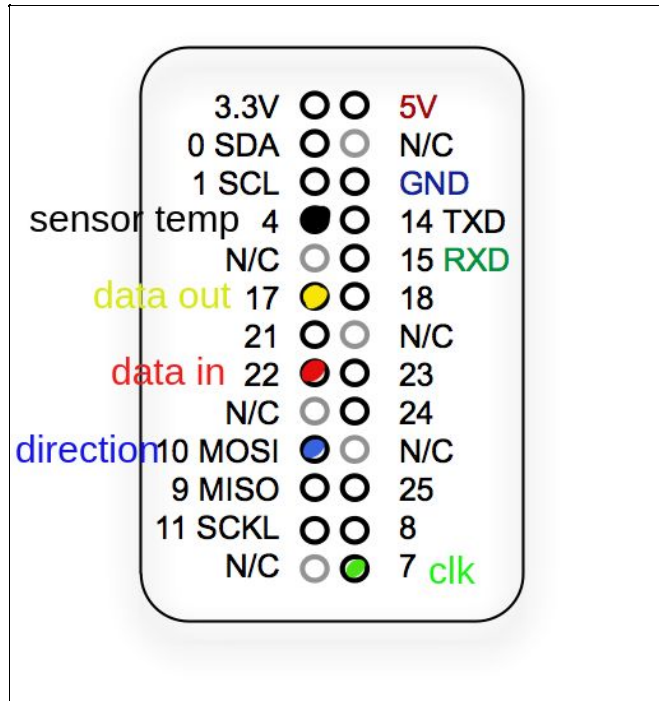 3.3V 5V
0 SDA N/C
1 SCL GND
sensor temp 4 14 TXD
N/C 15 RXD
data out 17 18
21 N/C
data in 22 23
N/C 24
direction 10 MOSI N/C
9 MISO 25
11 SCKL 8
N/C 7 clk